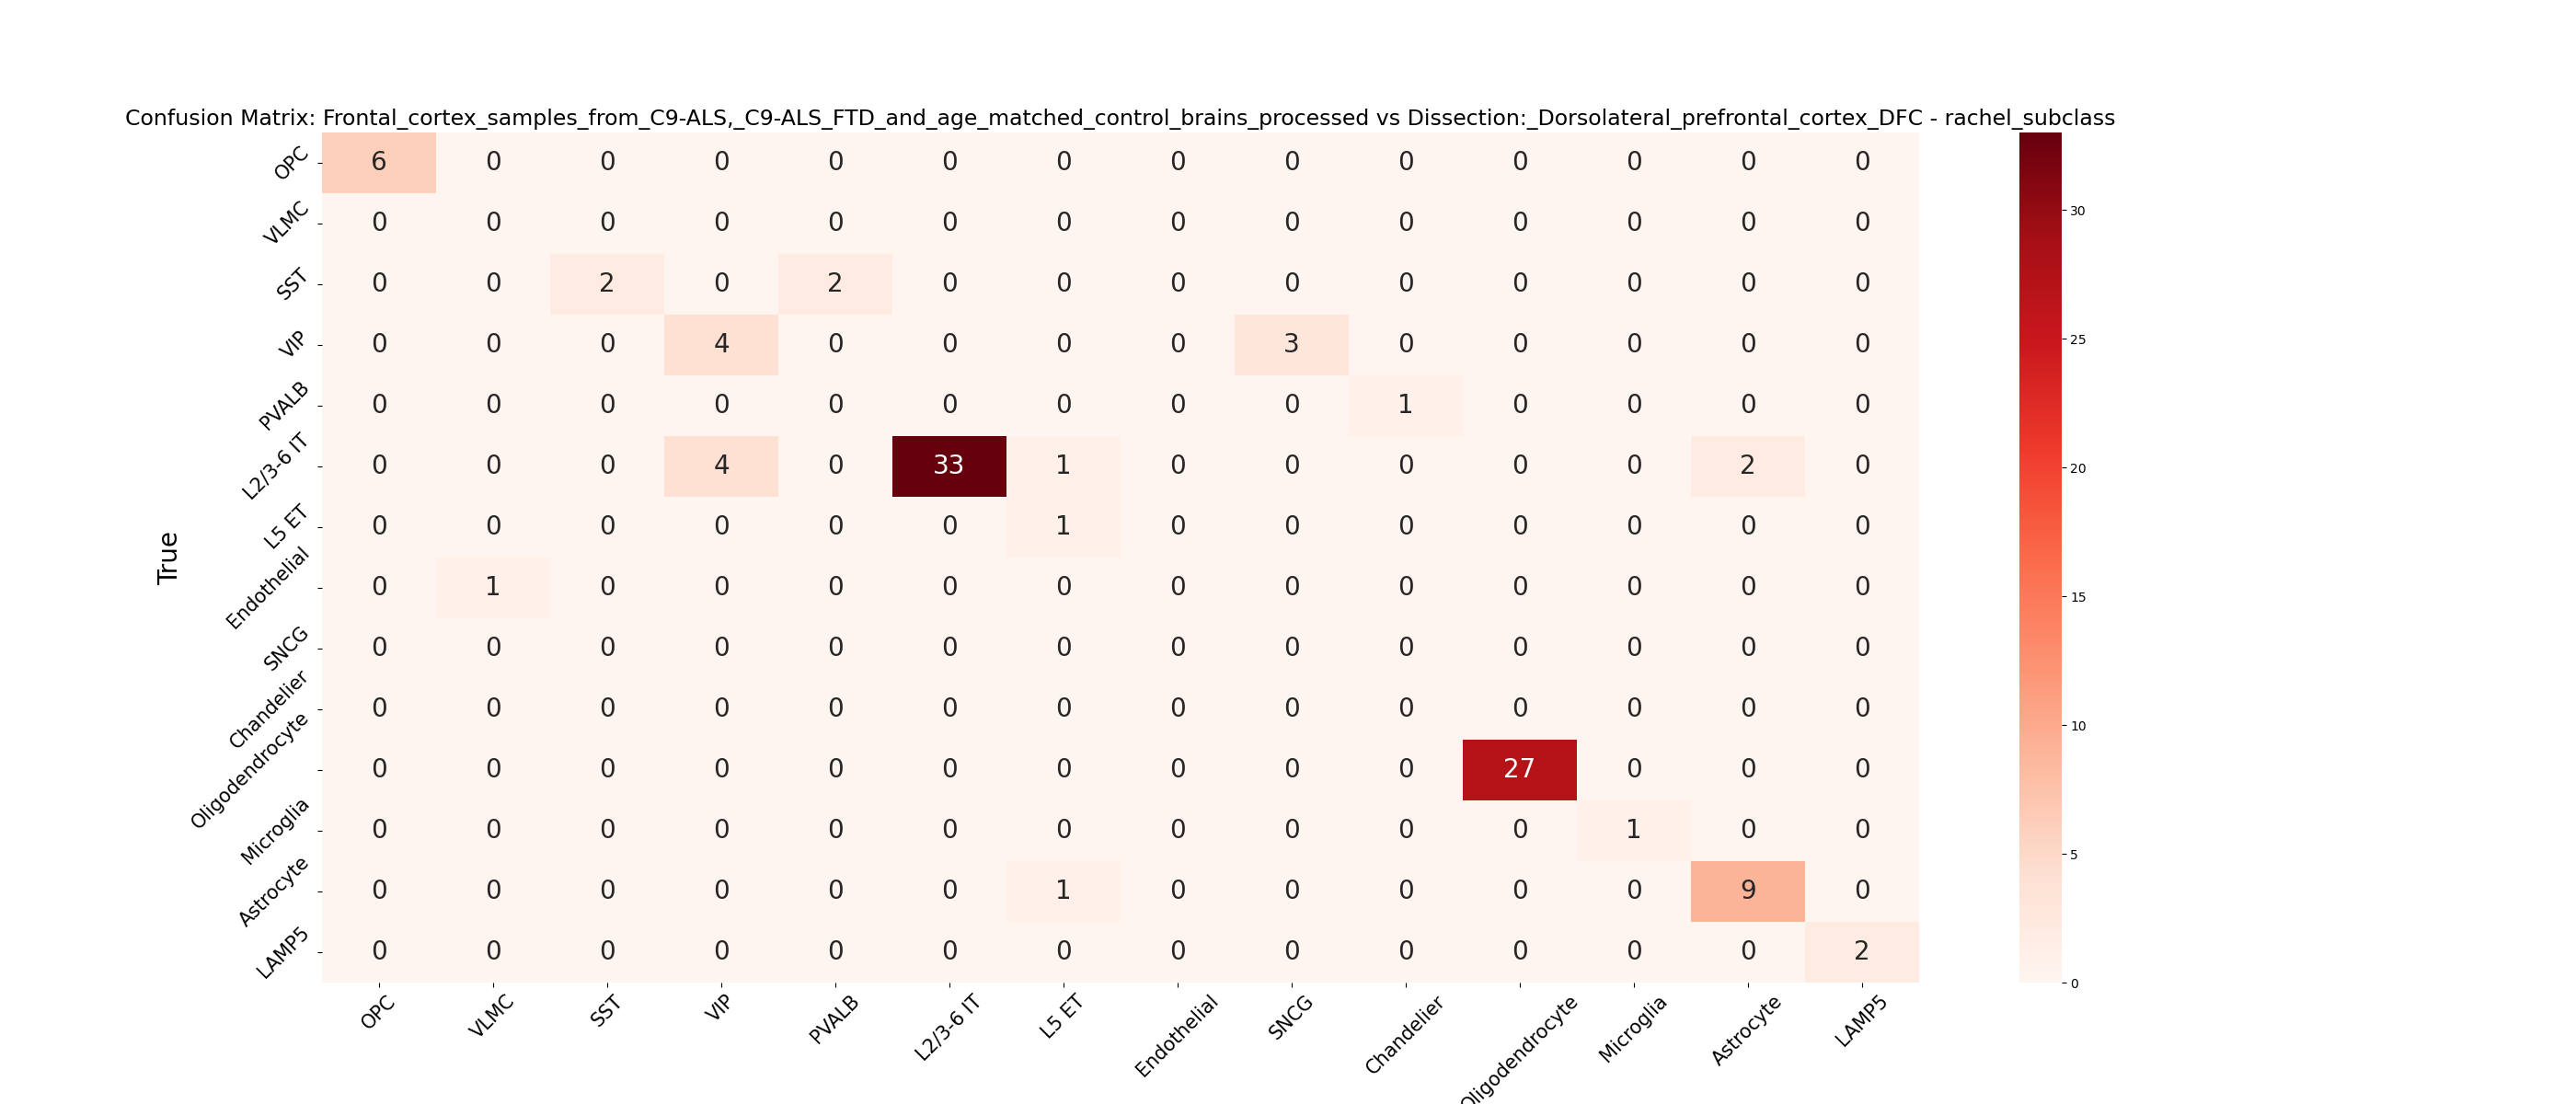 Confusion Matrix: Frontal_cortex_samples_from_C9-ALS,_C9-ALS_FTD_and_age_matched_control_brains_processed vs Dissection:_Dorsolateral_prefrontal_cortex_DFC - rachel_subclass
OPC 6 0 0 0 0 0 0 0 0 0 0 0 0 0
VLMC 0 0 0 0 0 0 0 0 0 0 0 0 0 0
SST 0 0 2 0 2 0 0 0 0 0 0 0 0 0
VIP 0 0 0 4 0 0 0 0 3 0 0 0 0 0
PVALB 0 0 0 0 0 0 0 0 0 1 0 0 0 0
L2/3-6 IT 0 0 0 4 0 33 1 0 0 0 0 0 2 0
L5 ET 0 0 0 0 0 0 1 0 0 0 0 0 0 0
Endothelial 0 1 0 0 0 0 0 0 0 0 0 0 0 0
SNCG 0 0 0 0 0 0 0 0 0 0 0 0 0 0
Chandelier 0 0 0 0 0 0 0 0 0 0 0 0 0 0
Oligodendrocyte 0 0 0 0 0 0 0 0 0 0 27 0 0 0
Microglia 0 0 0 0 0 0 0 0 0 0 0 1 0 0
Astrocyte 0 0 0 0 0 0 1 0 0 0 0 0 9 0
LAMP5 0 0 0 0 0 0 0 0 0 0 0 0 0 2
True
OPC VLMC SST VIP PVALB L2/3-6 IT L5 ET Endothelial SNCG Chandelier Oligodendrocyte Microglia Astrocyte LAMP5
30
25
20
15
10
5
0